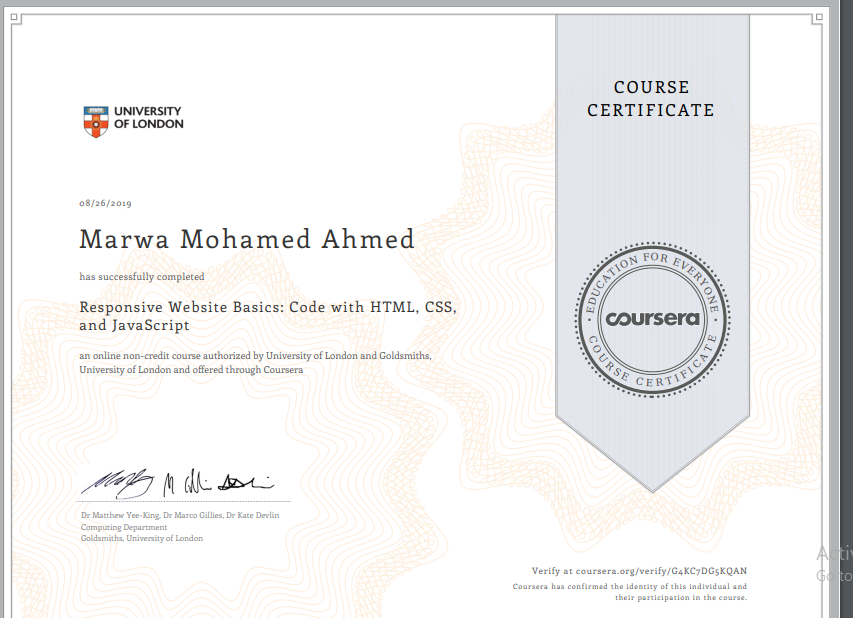 COURSE
CERTIFICATE
UNIVERSITY
OF LONDON
EDUCATION FOR EVERYONE
coursera
COURSE CERTIFICATE
08/26/2019
Marwa Mohamed Ahmed
has successfully completed
Responsive Website Basics: Code with HTML, CSS,
and JavaScript
an online non-credit course authorized by University of London and Goldsmiths,
University of London and offered through Coursera
Dr Matthew Yee-King, Dr Marco Gillies, Dr Kate Devlin
Computing Department
Goldsmiths, University of London
Verify at coursera.org/verify/G4KC7DG5KQAN
Coursera has confirmed the identity of this individual and
their participation in the course.
Go to